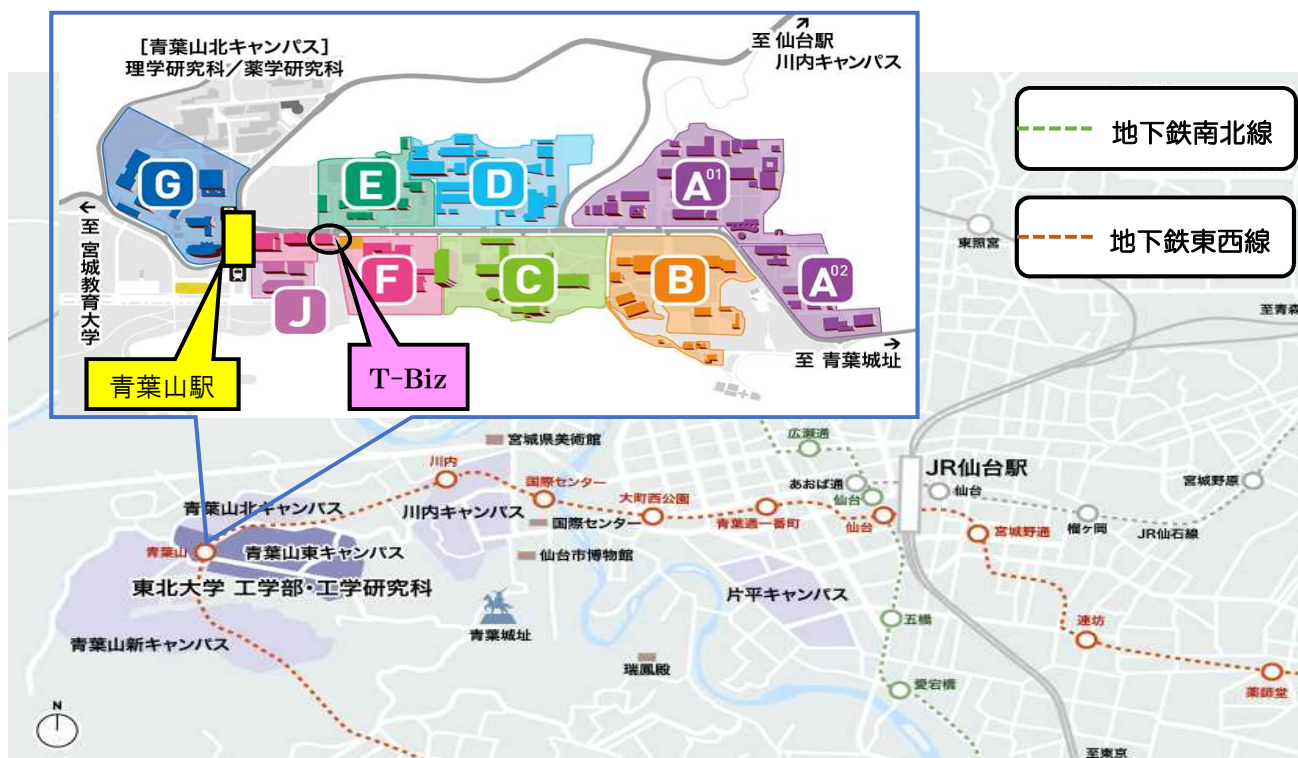 [青葉山北キャンパス]
理学研究科／薬学研究科
至 仙台駅
川内キャンパス
G
E
D
A01
← 至 宮城教育大学
J
F
C
B
A02
至 青葉城址
青葉山駅
T-Biz
地下鉄南北線
地下鉄東西線
東照宮
至青森
宮城県美術館
広瀬通
JR仙台駅
川内
国際センター
あおば通
仙台
仙台
宮城野原
大町西公園
青葉山北キャンパス
川内キャンパス
国際センター
青葉通一番町
仙台
宮城野通
榴ヶ岡
JR仙石線
青葉山
青葉山東キャンパス
仙台市博物館
東北大学 工学部・工学研究科
片平キャンパス
五橋
連坊
青葉山新キャンパス
青葉城址
瑞鳳殿
愛宕橋
薬師堂
N
至東京